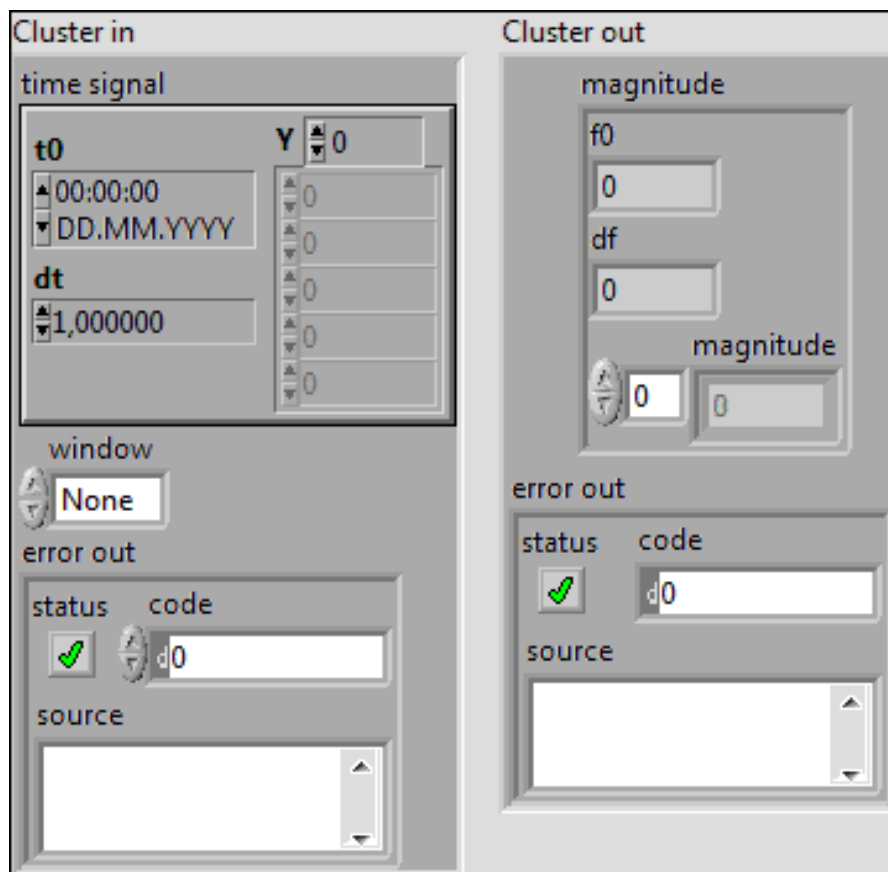 Cluster in
time signal
t0
00:00:00
DD.MM.YYYY
dt
1,000000
Y 0
0
0
0
0
0
window
None
error out
status code
d0
source
Cluster out
magnitude
f0
0
df
0
magnitude
0 0
error out
status code
d0
source